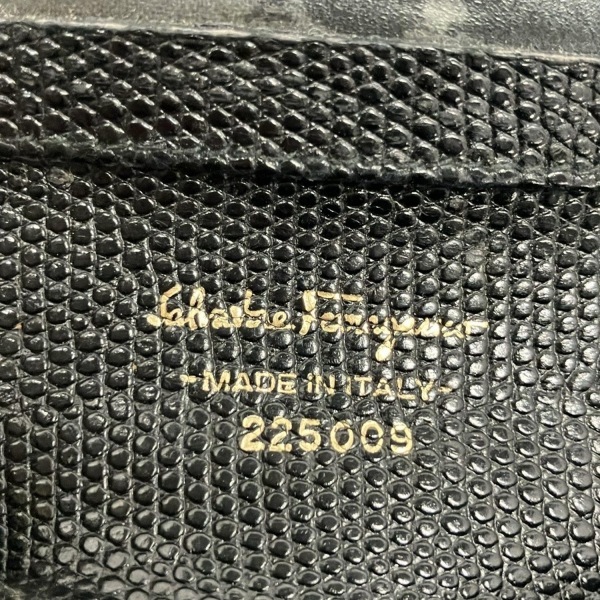 Salvatore Ferragamo
-MADE IN ITALY-
225009